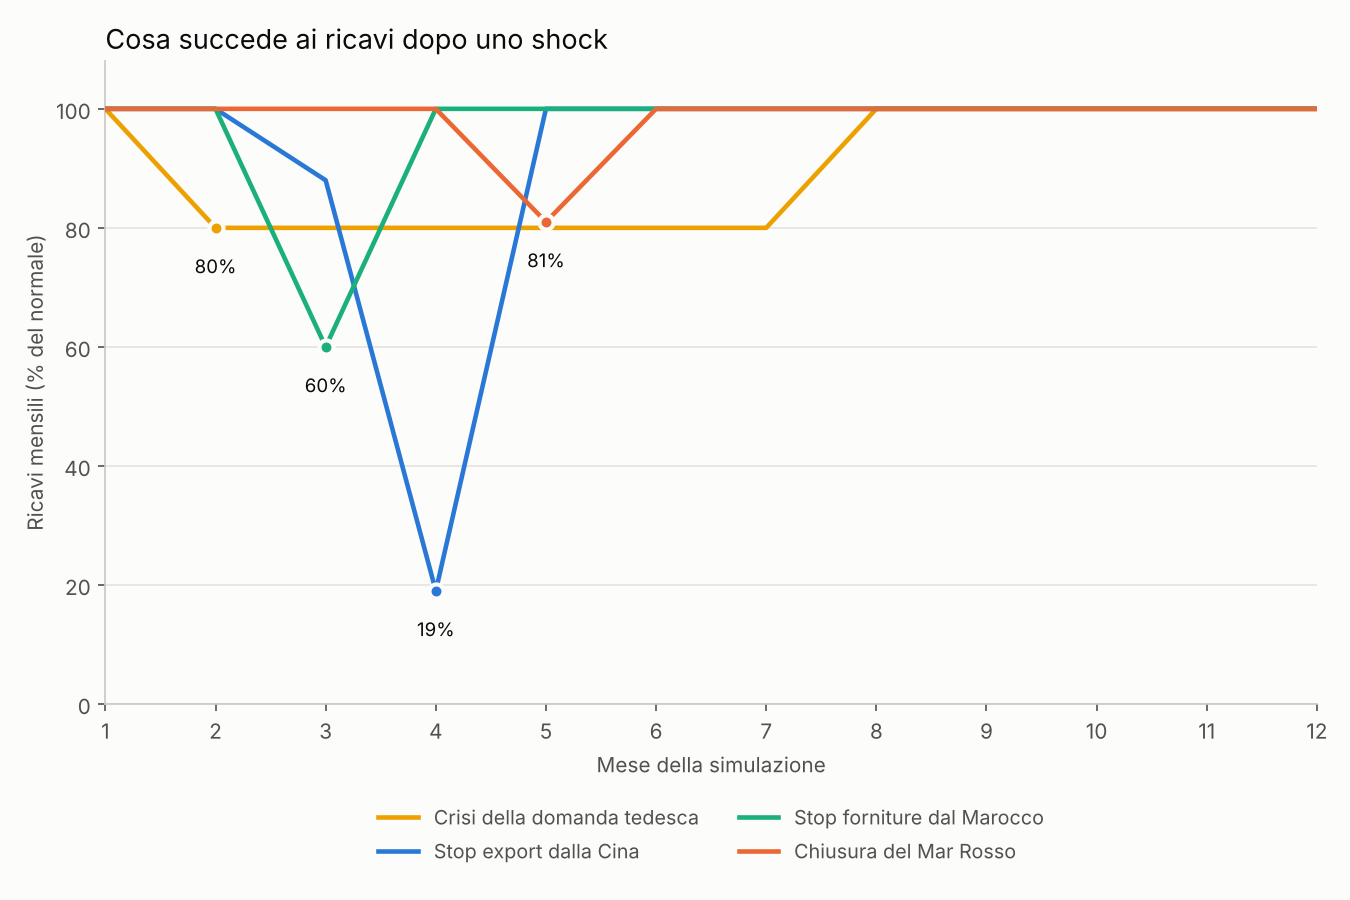 Cosa succede ai ricavi dopo uno shock
Ricavi mensili (% del normale)
100
80
60
40
20
0
80%
81%
60%
19%
1 2 3 4 5 6 7 8 9 10 11 12
Mese della simulazione
Crisi della domanda tedesca
Stop forniture dal Marocco
Stop export dalla Cina
Chiusura del Mar Rosso